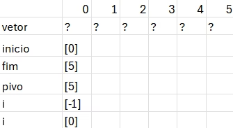 0 1 2 3 4 5
vetor ? ? ? ? ? ?
inicio [0]
fim [5]
pivo [5]
i [-1]
i [0]